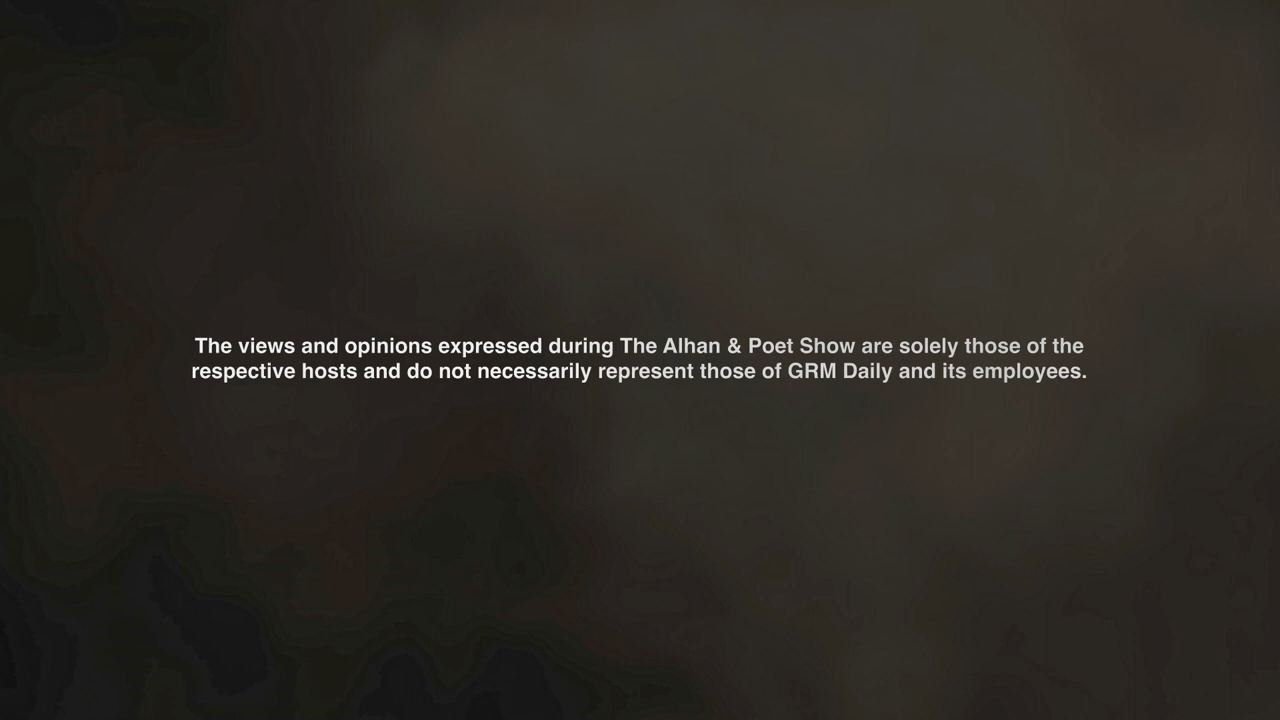 The views and opinions expressed during The Alhan & Poet Show are solely those of the
respective hosts and do not necessarily represent those of GRM Daily and its employees.